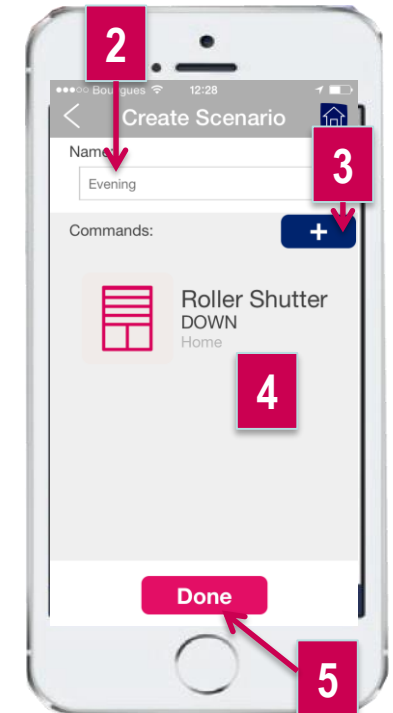 2
Bouygues 12:28
Create Scenario
Name:
3
Evening
Commands:
+
Roller Shutter
DOWN
Home
4
Done
5